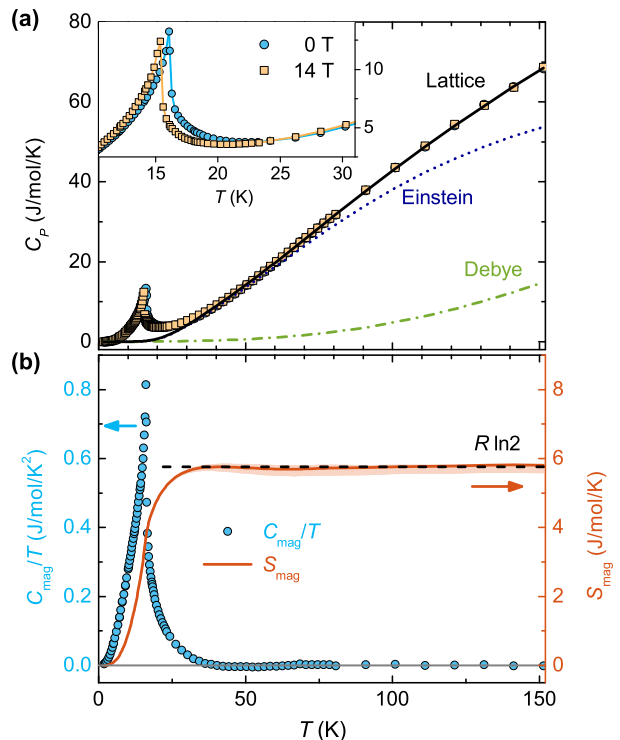 (a)
C_P (J/mol/K)
80
60
40
20
0
0 T
14 T
10
5
15
20
25
30
T (K)
Lattice
Einstein
Debye
(b)
C_mag/T (J/mol/K²)
0.8
0.6
0.4
0.2
0.0
R ln2
C_mag/T
S_mag
8
6
4
2
0
S_mag (J/mol/K)
0
50
100
150
T (K)